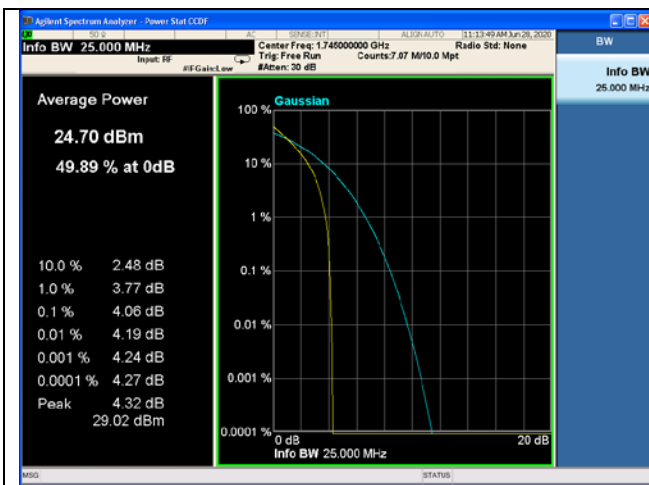 Agilent Spectrum Analyzer - Power Stat CCDF
50 Ω AC SENSE:INT ALIGN AUTO 11:13:49 AM Jun 28, 2020
Info BW 25.000 MHz
Center Freq: 1.745000000 GHz Radio Std: None
Input: RF Trig: Free Run Counts:7.07 M/10.0 Mpt
#IFGain:Low #Atten: 30 dB
BW
Info BW
25.000 MHz
Average Power
24.70 dBm
49.89 % at 0dB
10.0 % 2.48 dB
1.0 % 3.77 dB
0.1 % 4.06 dB
0.01 % 4.19 dB
0.001 % 4.24 dB
0.0001 % 4.27 dB
Peak 4.32 dB
29.02 dBm
Gaussian
100 %
10 %
1 %
0.1 %
0.01 %
0.001 %
0.0001 %
0 dB 20 dB
Info BW 25.000 MHz
MSG STATUS